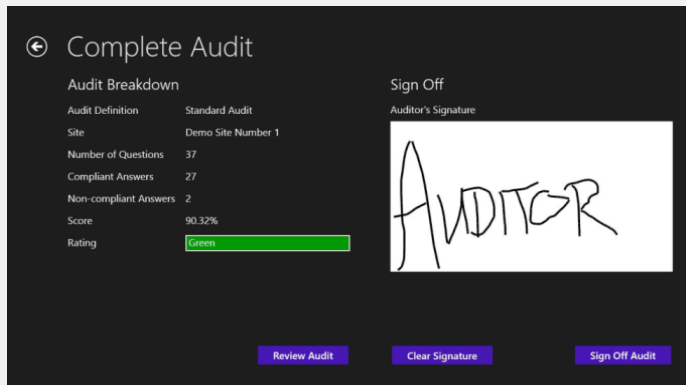 Complete Audit
Audit Breakdown
Audit Definition Standard Audit
Site Demo Site Number 1
Number of Questions 37
Compliant Answers 27
Non-compliant Answers 2
Score 90.32%
Rating Green
Sign Off
Auditor's Signature
AUDITOR
Review Audit
Clear Signature
Sign Off Audit